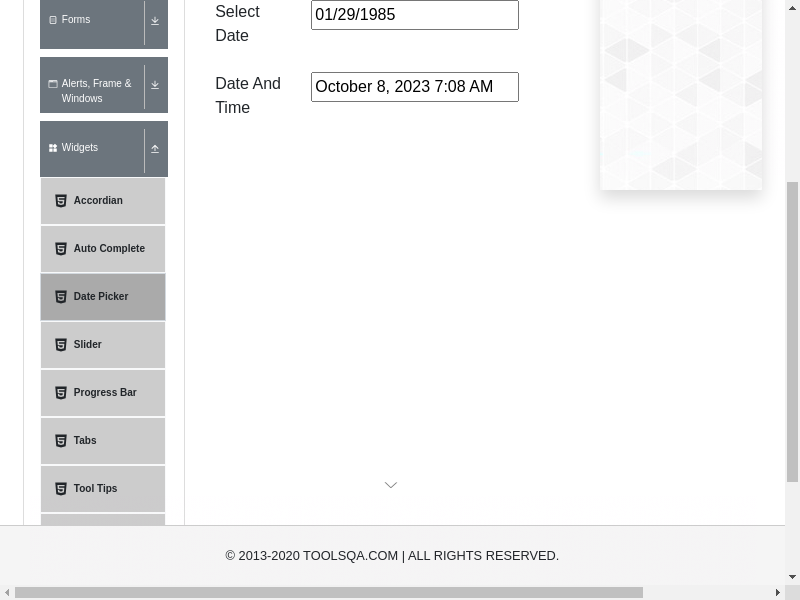 Forms
Alerts, Frame &
Windows
Widgets
Accordian
Auto Complete
Date Picker
Slider
Progress Bar
Tabs
Tool Tips
Select
Date
01/29/1985
Date And
Time
October 8, 2023 7:08 AM
© 2013-2020 TOOLSQA.COM | ALL RIGHTS RESERVED.